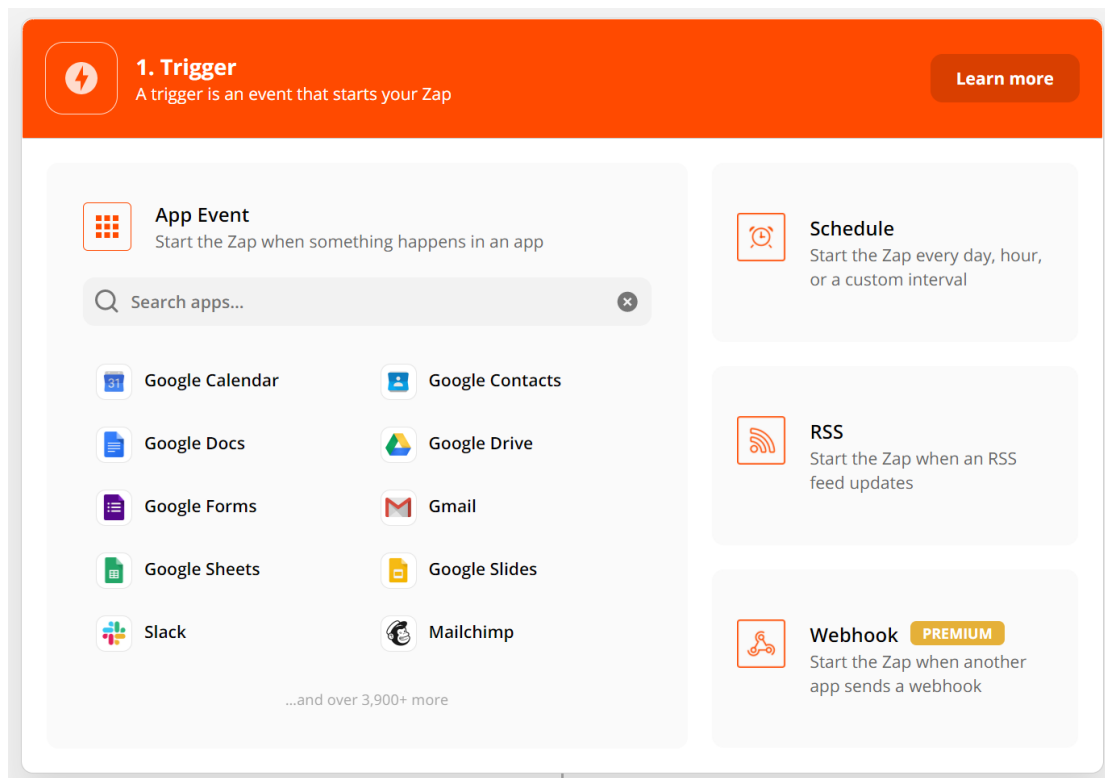 1. Trigger
A trigger is an event that starts your Zap
Learn more
App Event
Start the Zap when something happens in an app
Search apps...
31
Google Calendar
Google Contacts
Google Docs
Google Drive
Google Forms
Gmail
Google Sheets
Google Slides
Slack
Mailchimp
...and over 3,900+ more
Schedule
Start the Zap every day, hour,
or a custom interval
RSS
Start the Zap when an RSS
feed updates
Webhook PREMIUM
Start the Zap when another
app sends a webhook